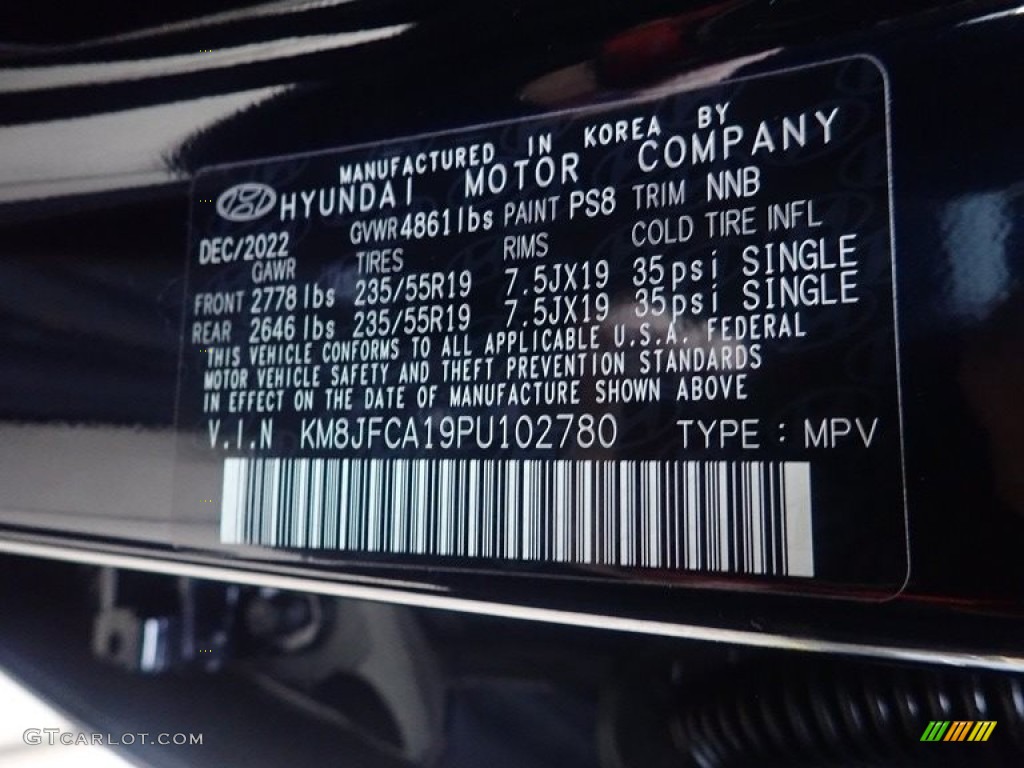 MANUFACTURED IN KOREA BY
HYUNDAI MOTOR COMPANY
DEC/2022 GVWR 4861 lbs PAINT PS8 TRIM NNB
GAWR TIRES RIMS COLD TIRE INFL
FRONT 2778 lbs 235/55R19 7.5JX19 35psi SINGLE
REAR 2646 lbs 235/55R19 7.5JX19 35psi SINGLE
THIS VEHICLE CONFORMS TO ALL APPLICABLE U.S.A. FEDERAL
MOTOR VEHICLE SAFETY AND THEFT PREVENTION STANDARDS
IN EFFECT ON THE DATE OF MANUFACTURE SHOWN ABOVE
V.I.N KM8JFCA19PU102780 TYPE : MPV
GTCARLOT.COM